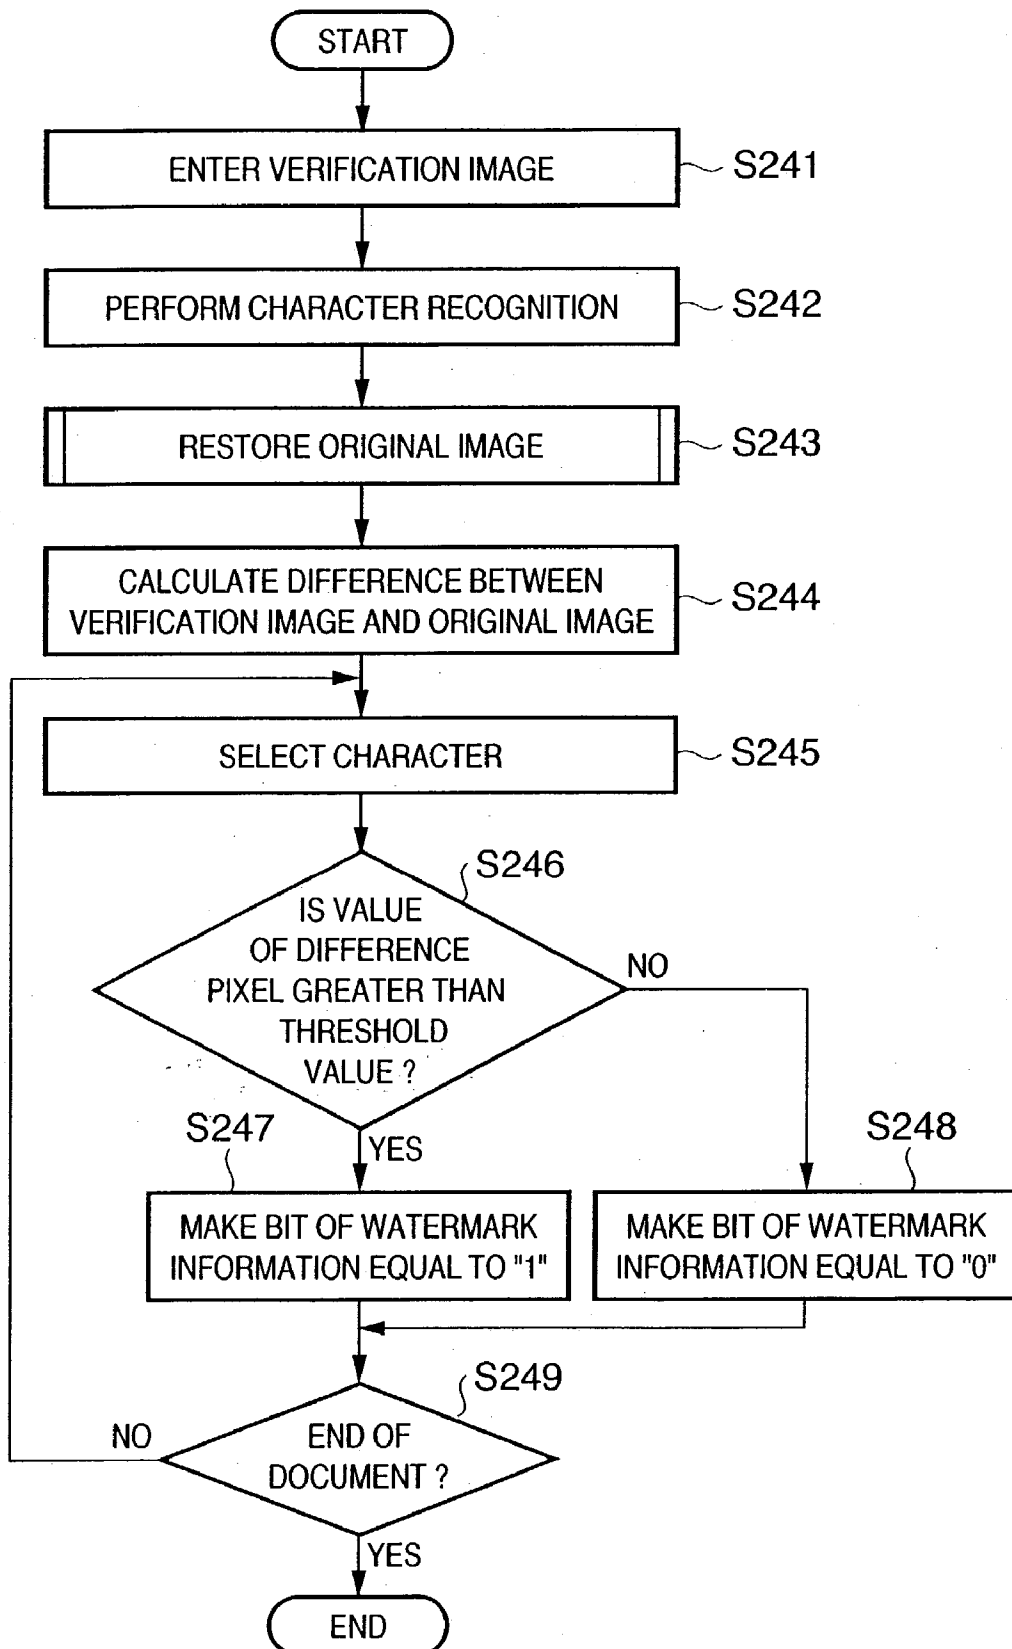 START
ENTER VERIFICATION IMAGE
S241
PERFORM CHARACTER RECOGNITION
S242
RESTORE ORIGINAL IMAGE
S243
CALCULATE DIFFERENCE BETWEEN
VERIFICATION IMAGE AND ORIGINAL IMAGE
S244
SELECT CHARACTER
S245
S246
IS VALUE
OF DIFFERENCE
PIXEL GREATER THAN
THRESHOLD
VALUE ?
NO
YES
S247
MAKE BIT OF WATERMARK
INFORMATION EQUAL TO "1"
S248
MAKE BIT OF WATERMARK
INFORMATION EQUAL TO "0"
S249
END OF
DOCUMENT ?
NO
YES
END